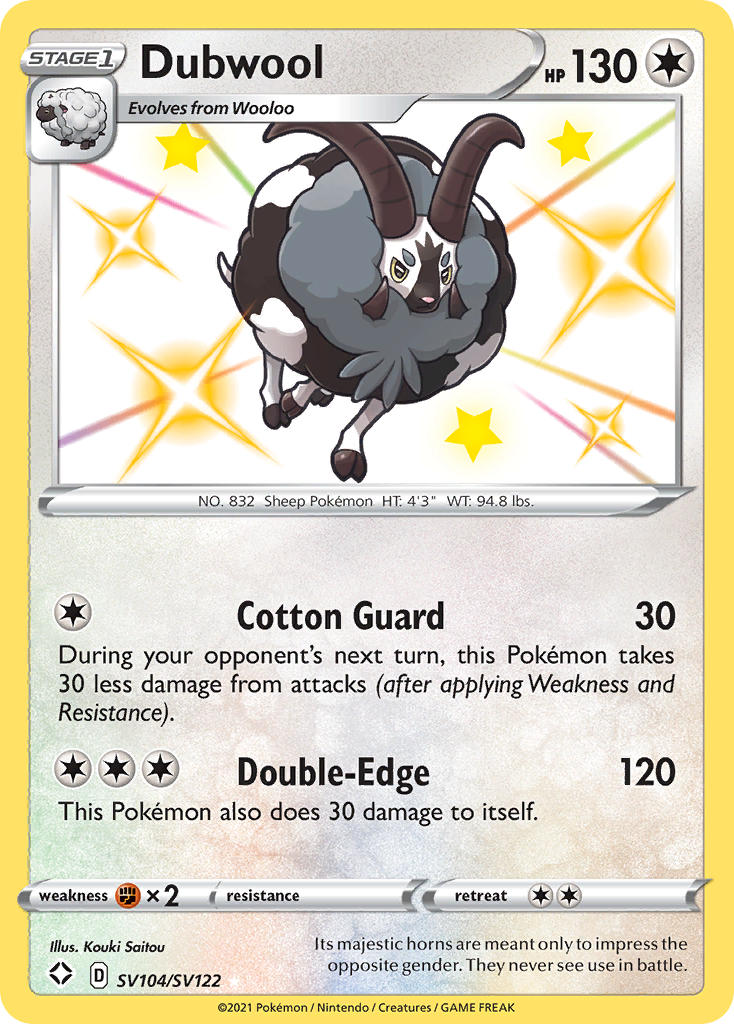 STAGE 1
Dubwool
HP 130
Evolves from Wooloo
NO. 832 Sheep Pokémon HT: 4'3" WT: 94.8 lbs.
Cotton Guard 30
During your opponent's next turn, this Pokémon takes
30 less damage from attacks (after applying Weakness and
Resistance).
Double-Edge 120
This Pokémon also does 30 damage to itself.
weakness ×2 resistance retreat
Illus. Kouki Saitou
Its majestic horns are meant only to impress the
opposite gender. They never see use in battle.
D SV104/SV122
©2021 Pokémon / Nintendo / Creatures / GAME FREAK